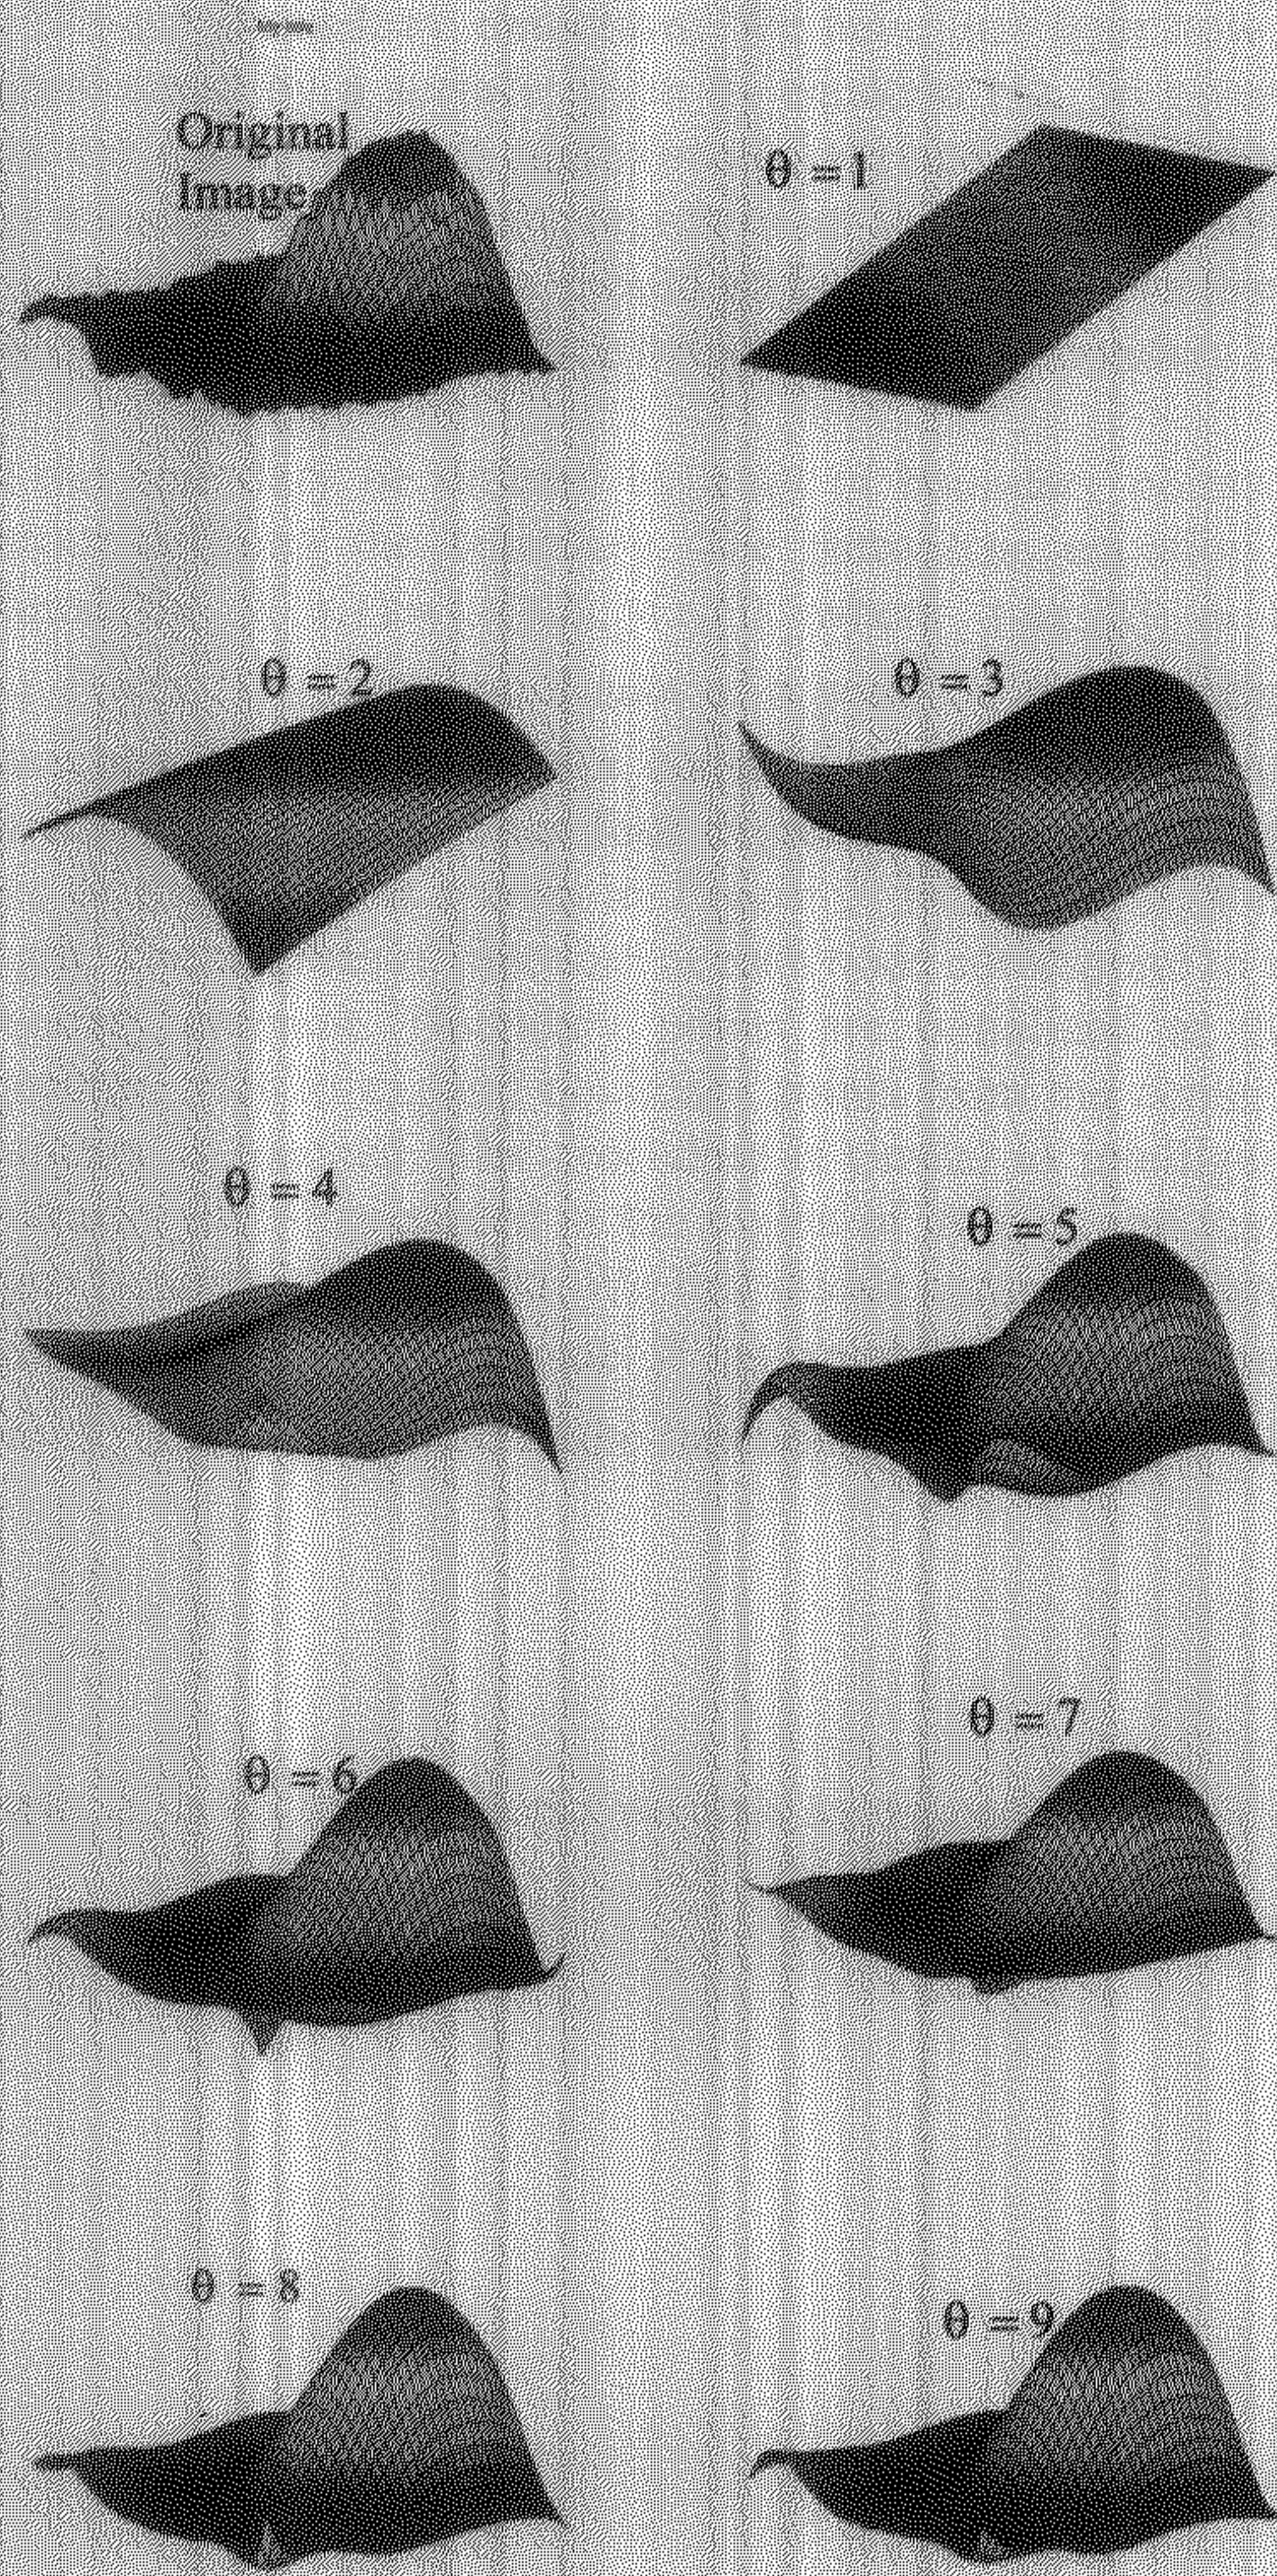 Original
Image
θ = 1
θ = 2
θ = 3
θ = 4
θ = 5
θ = 6
θ = 7
θ = 8
θ = 9